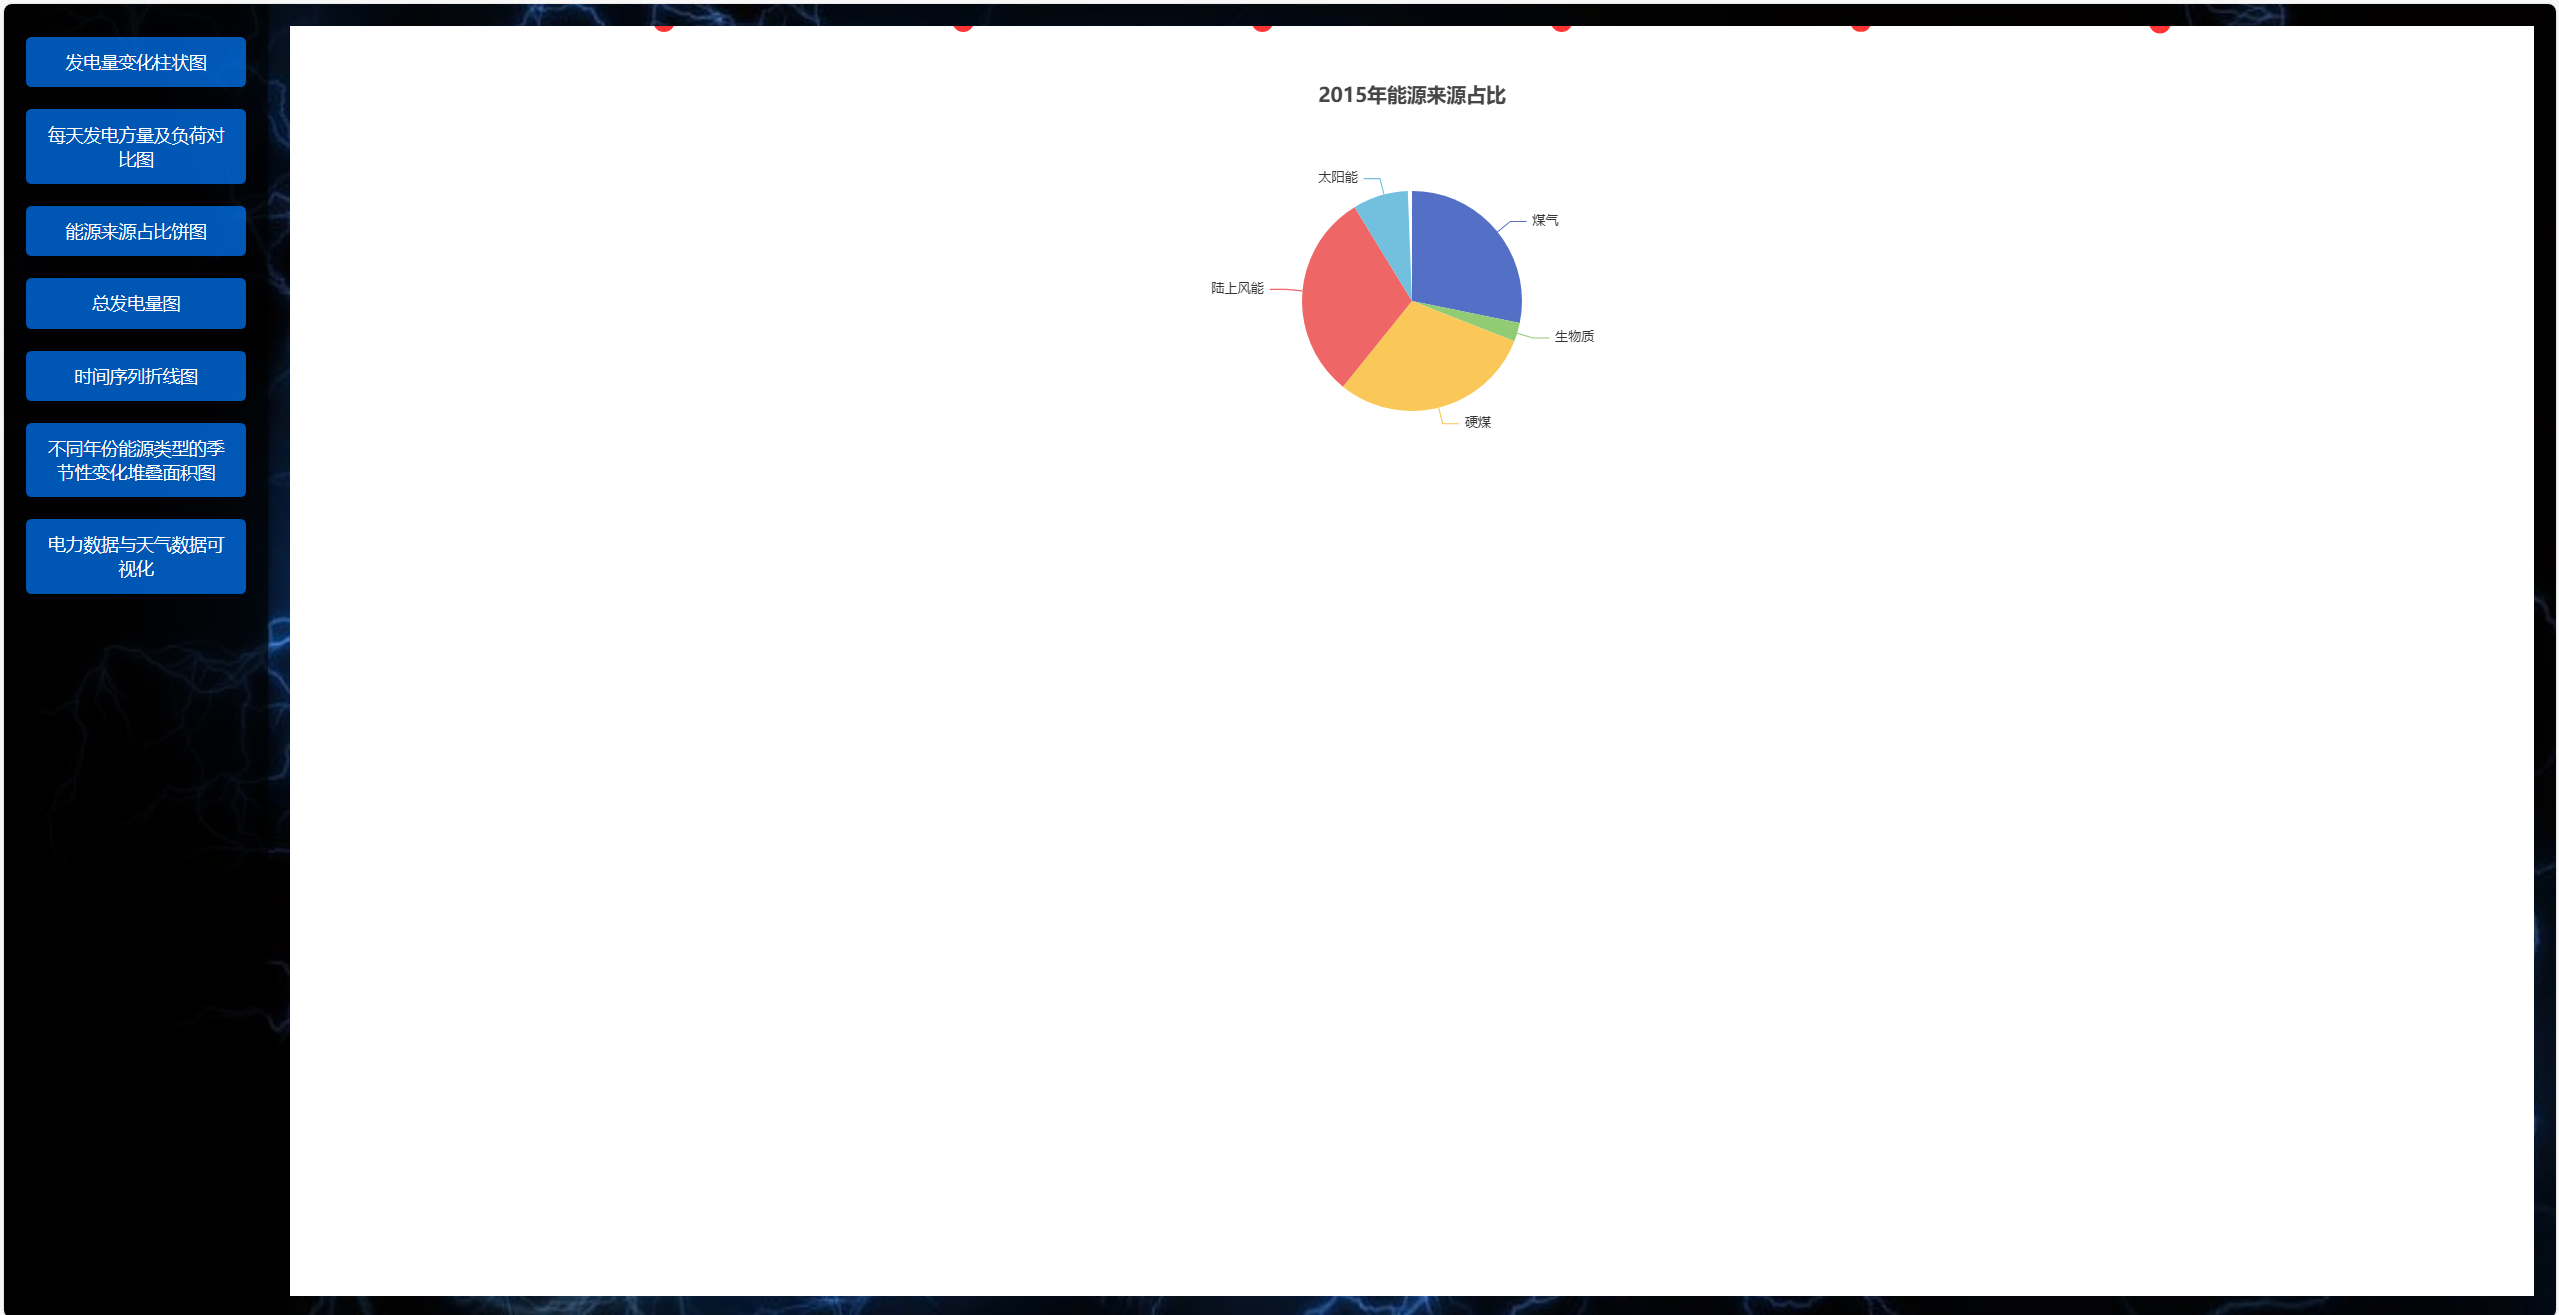 发电量变化柱状图
每天发电方量及负荷对
比图
能源来源占比饼图
总发电量图
时间序列折线图
不同年份能源类型的季
节性变化堆叠面积图
电力数据与天气数据可
视化
2015年能源来源占比
太阳能
煤气
陆上风能
生物质
硬煤